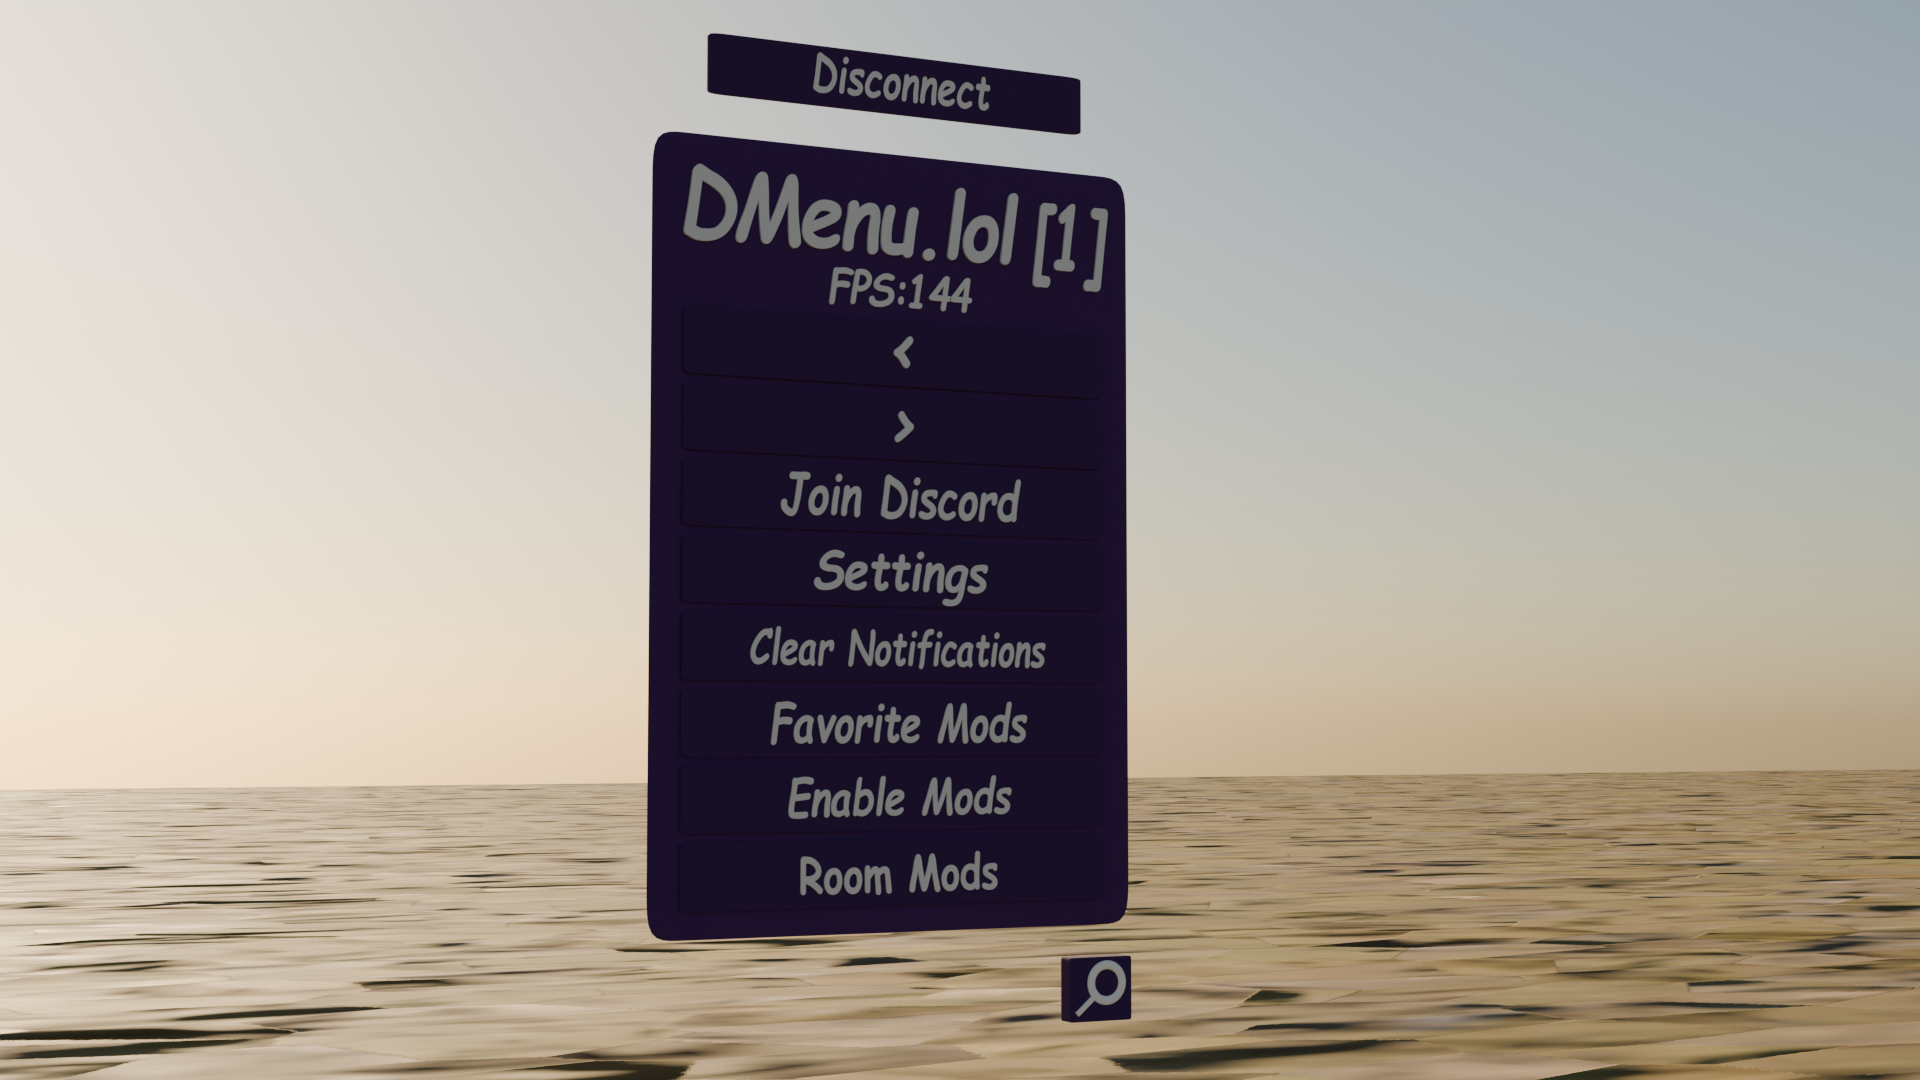 Disconnect
DMenu.lol [1]
FPS:144
<
>
Join Discord
Settings
Clear Notifications
Favorite Mods
Enable Mods
Room Mods